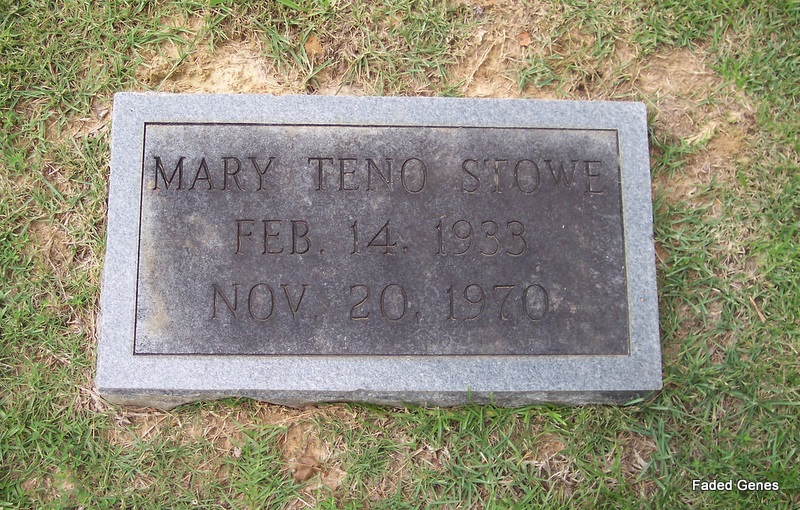 MARY TENO STOWE
FEB. 14. 1933
NOV. 20. 1970
Faded Genes